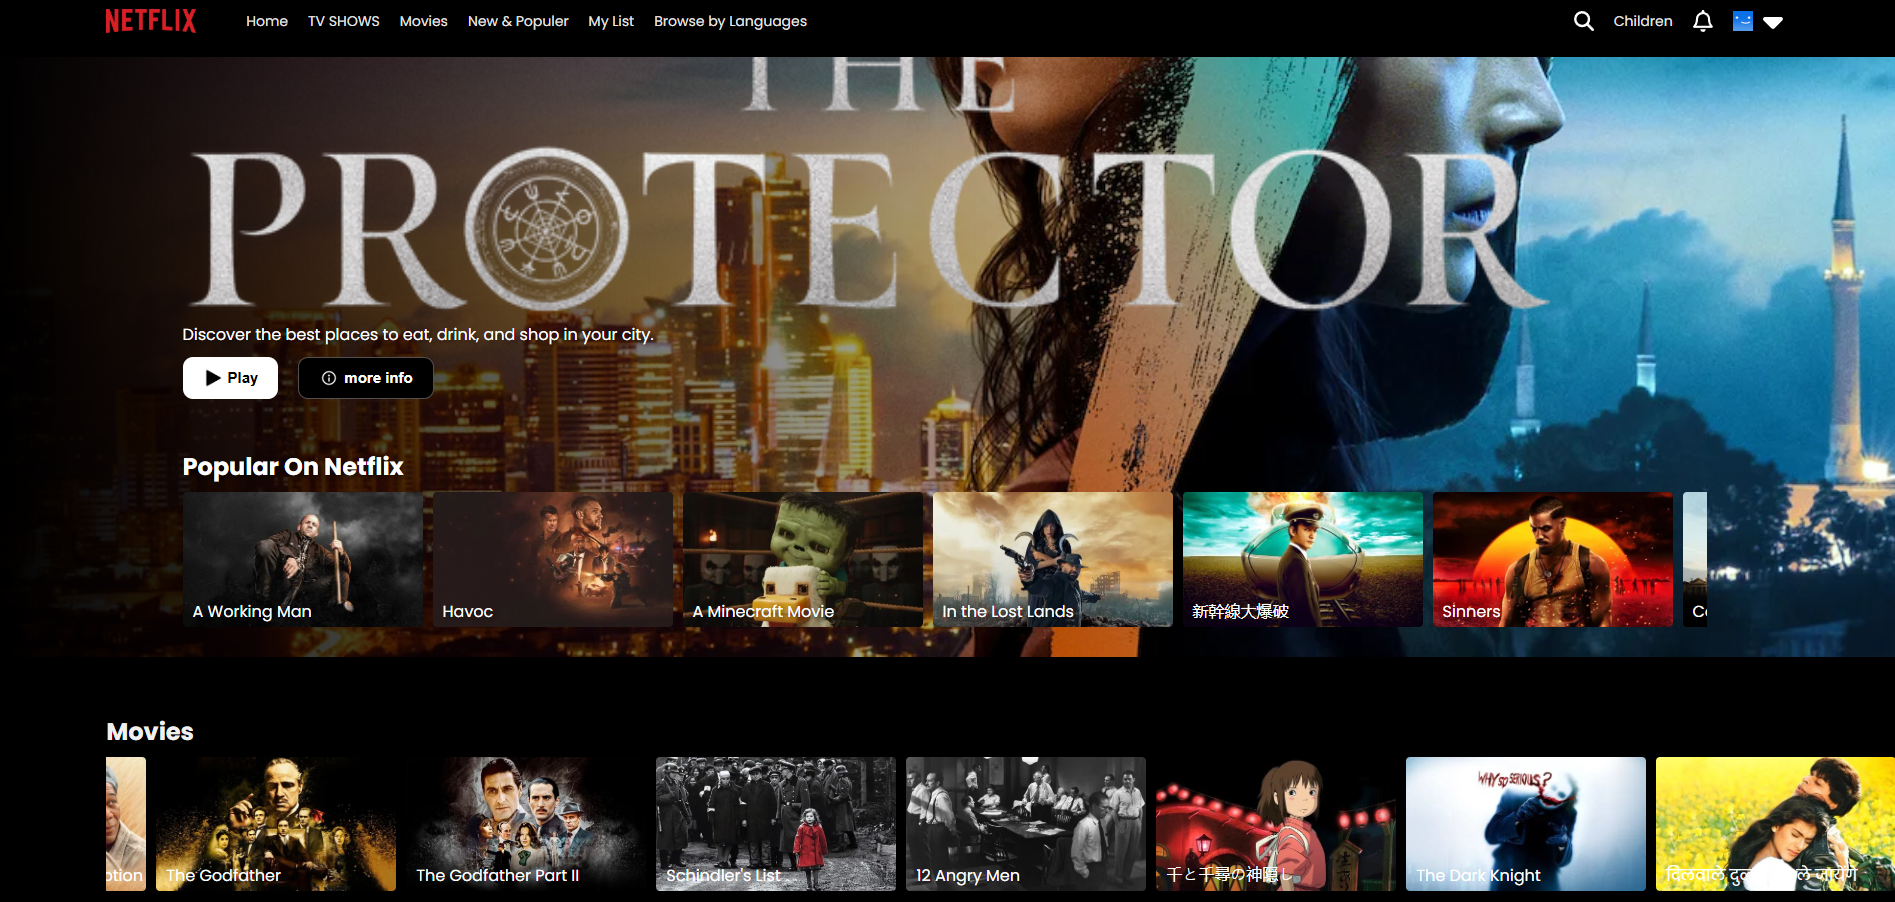 NETFLIX
Home
TV SHOWS
Movies
New & Populer
My List
Browse by Languages
Children
THE
PROTECTOR
Discover the best places to eat, drink, and shop in your city.
Play
more info
Popular On Netflix
A Working Man
Havoc
A Minecraft Movie
In the Lost Lands
新幹線大爆破
Sinners
Movies
The Godfather
The Godfather Part II
Schindler's List
12 Angry Men
千と千尋の神隠し
WHY SO SERIOUS?
The Dark Knight
दिलवाले ले जायेंगे